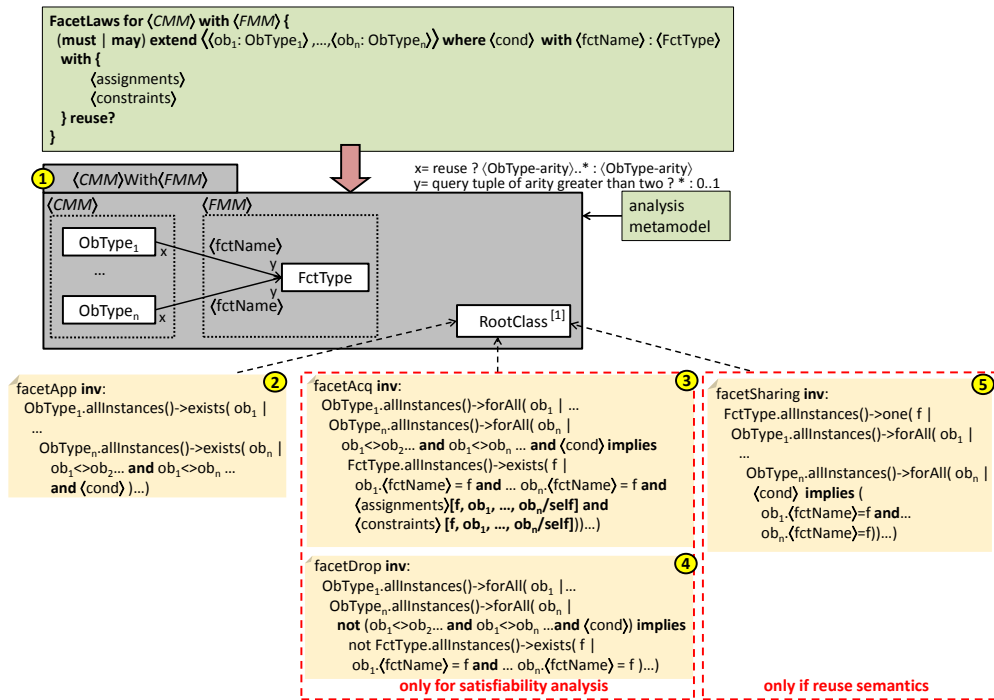 FacetLaws for ⟨CMM⟩ with ⟨FMM⟩ {
(must | may) extend ⟨⟨ob₁: ObType₁⟩,...,⟨obₙ: ObTypeₙ⟩⟩ where ⟨cond⟩ with ⟨fctName⟩ : ⟨FctType⟩
with {
⟨assignments⟩
⟨constraints⟩
} reuse?
}
x= reuse ? ⟨ObType-arity⟩..* : ⟨ObType-arity⟩
y= query tuple of arity greater than two ? * : 0..1
1
⟨CMM⟩With⟨FMM⟩
⟨CMM⟩
⟨FMM⟩
analysis
metamodel
ObType₁
x
⟨fctName⟩
...
y
FctType
y
ObTypeₙ
x
⟨fctName⟩
RootClass [1]
2
facetApp inv:
ObType₁.allInstances()->exists( ob₁ |
...
ObTypeₙ.allInstances()->exists( obₙ |
ob₁<>ob₂... and ob₁<>obₙ ...
and ⟨cond⟩ )...)
3
facetAcq inv:
ObType₁.allInstances()->forAll( ob₁ | ...
ObTypeₙ.allInstances()->forAll( obₙ |
ob₁<>ob₂... and ob₁<>obₙ ... and ⟨cond⟩ implies
FctType.allInstances()->exists( f |
ob₁.⟨fctName⟩ = f and ... obₙ.⟨fctName⟩ = f and
⟨assignments⟩[f, ob₁, ..., obₙ/self] and
⟨constraints⟩ [f, ob₁, ..., obₙ/self]))...)
4
facetDrop inv:
ObType₁.allInstances()->forAll( ob₁ |...
ObTypeₙ.allInstances()->forAll( obₙ |
not (ob₁<>ob₂... and ob₁<>obₙ ...and ⟨cond⟩) implies
not FctType.allInstances()->exists( f |
ob₁.⟨fctName⟩ = f and ... obₙ.⟨fctName⟩ = f )...)
only for satisfiability analysis
5
facetSharing inv:
FctType.allInstances()->one( f |
ObType₁.allInstances()->forAll( ob₁ |
...
ObTypeₙ.allInstances()->forAll( obₙ |
⟨cond⟩ implies (
ob₁.⟨fctName⟩=f and...
obₙ.⟨fctName⟩=f))...)
only if reuse semantics